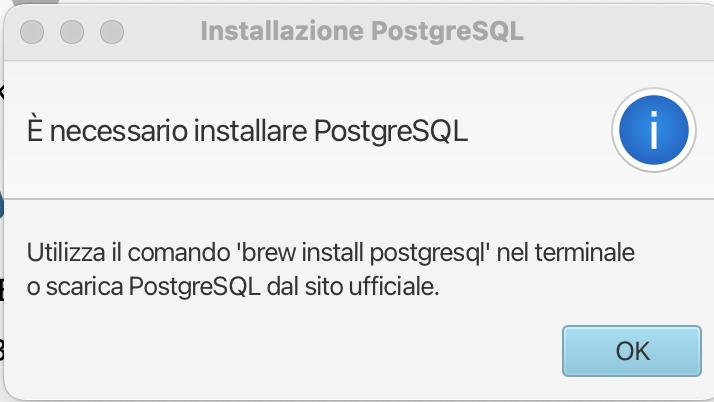 Installazione PostgreSQL
È necessario installare PostgreSQL
i
Utilizza il comando 'brew install postgresql' nel terminale
o scarica PostgreSQL dal sito ufficiale.
OK